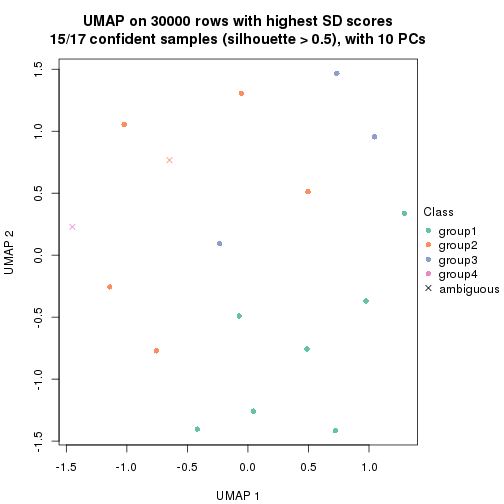 UMAP on 30000 rows with highest SD scores
15/17 confident samples (silhouette > 0.5), with 10 PCs
1.5
1.0
0.5
0.0
-0.5
-1.0
-1.5
UMAP 2
-1.5 -1.0 -0.5 0.0 0.5 1.0
UMAP 1
Class
group1
group2
group3
group4
ambiguous